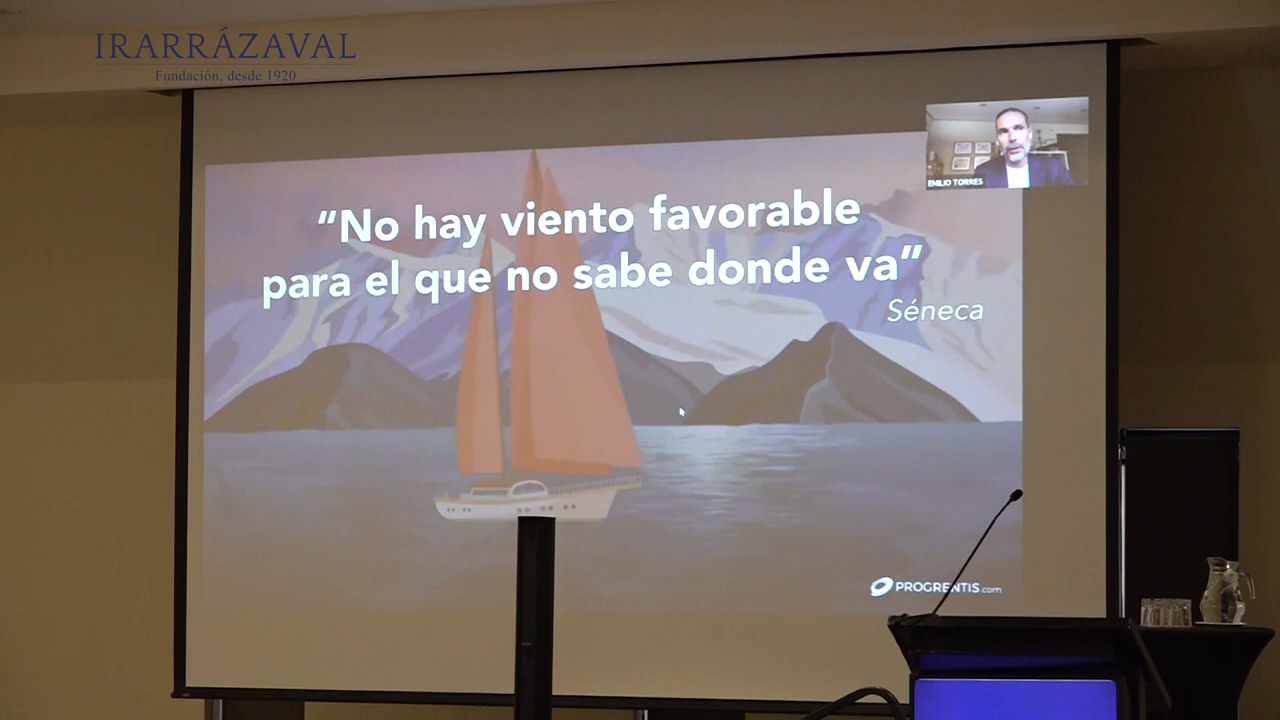 IRARRÁZAVAL
Fundación, desde 1920
EMILIO TORRES
“No hay viento favorable
para el que no sabe donde va”
Séneca
PROGRENTIS.com